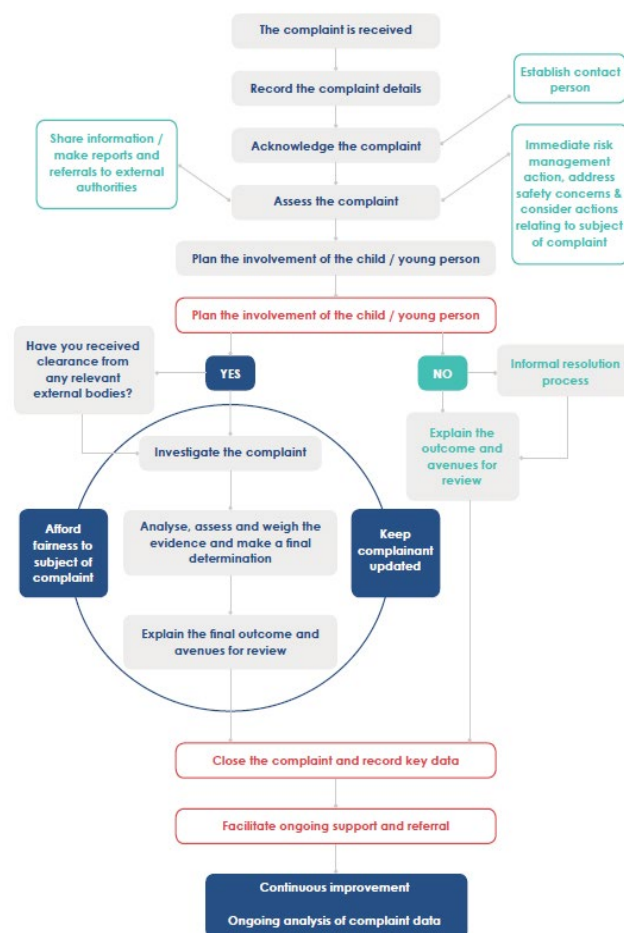 The complaint is received
Record the complaint details
Establish contact
person
Acknowledge the complaint
Share information /
make reports and
referrals to external
authorities
Immediate risk
management
action, address
safety concerns &
consider actions
relating to subject
of complaint
Assess the complaint
Plan the involvement of the child / young person
Plan the involvement of the child / young person
Have you received
clearance from
any relevant
external bodies?
YES
NO
Informal resolution
process
Investigate the complaint
Explain the
outcome and
avenues for
review
Afford
fairness to
subject of
complaint
Analyse, assess and weigh the
evidence and make a final
determination
Keep
complainant
updated
Explain the final outcome and
avenues for review
Close the complaint and record key data
Facilitate ongoing support and referral
Continuous improvement
Ongoing analysis of complaint data